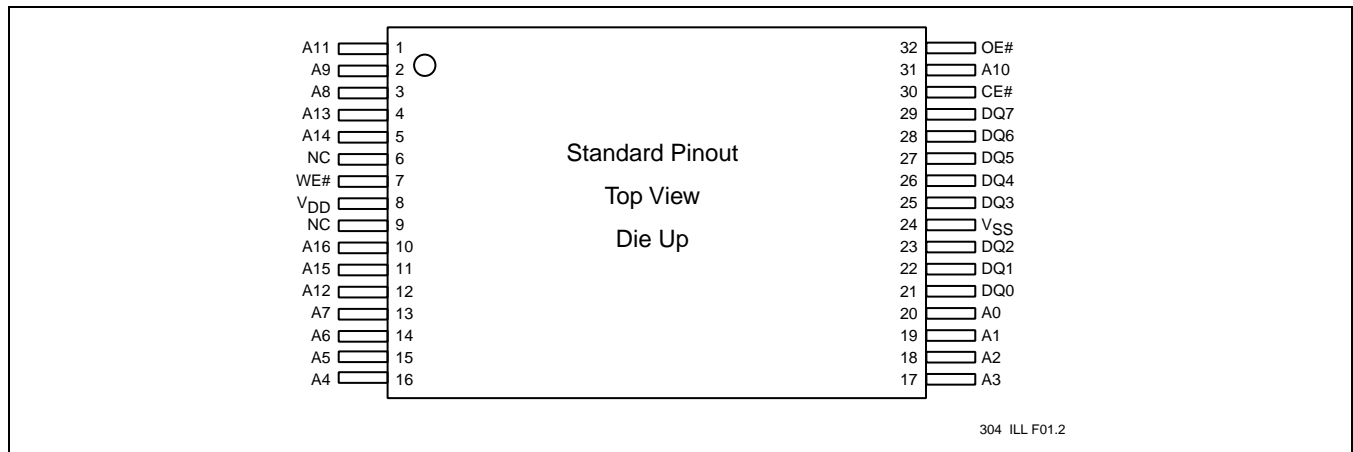 A11 1 32 OE#
A9 2 31 A10
A8 3 30 CE#
A13 4 29 DQ7
A14 5 28 DQ6
NC 6 27 DQ5
WE# 7 26 DQ4
VDD 8 25 DQ3
NC 9 24 VSS
A16 10 23 DQ2
A15 11 22 DQ1
A12 12 21 DQ0
A7 13 20 A0
A6 14 19 A1
A5 15 18 A2
A4 16 17 A3
Standard Pinout
Top View
Die Up
304 ILL F01.2